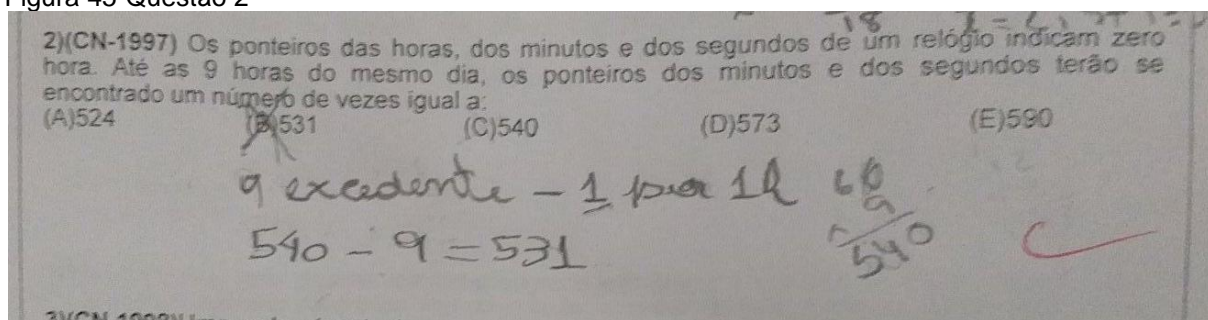 Figura 45 Questão 2
18
2)(CN-1997) Os ponteiros das horas, dos minutos e dos segundos de um relógio indicam zero
hora. Até as 9 horas do mesmo dia, os ponteiros dos minutos e dos segundos terão se
encontrado um número de vezes igual a:
(A)524 (B)531 (C)540 (D)573 (E)590
9 excedente - 1 por 1h 60
9
540 - 9 = 531 540